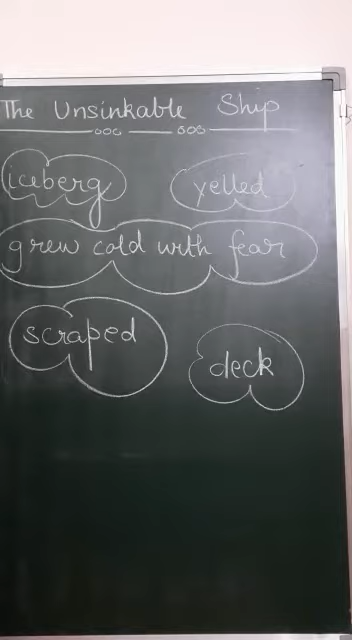 The Unsinkable Ship
iceberg yelled
grew cold with fear
scraped
deck